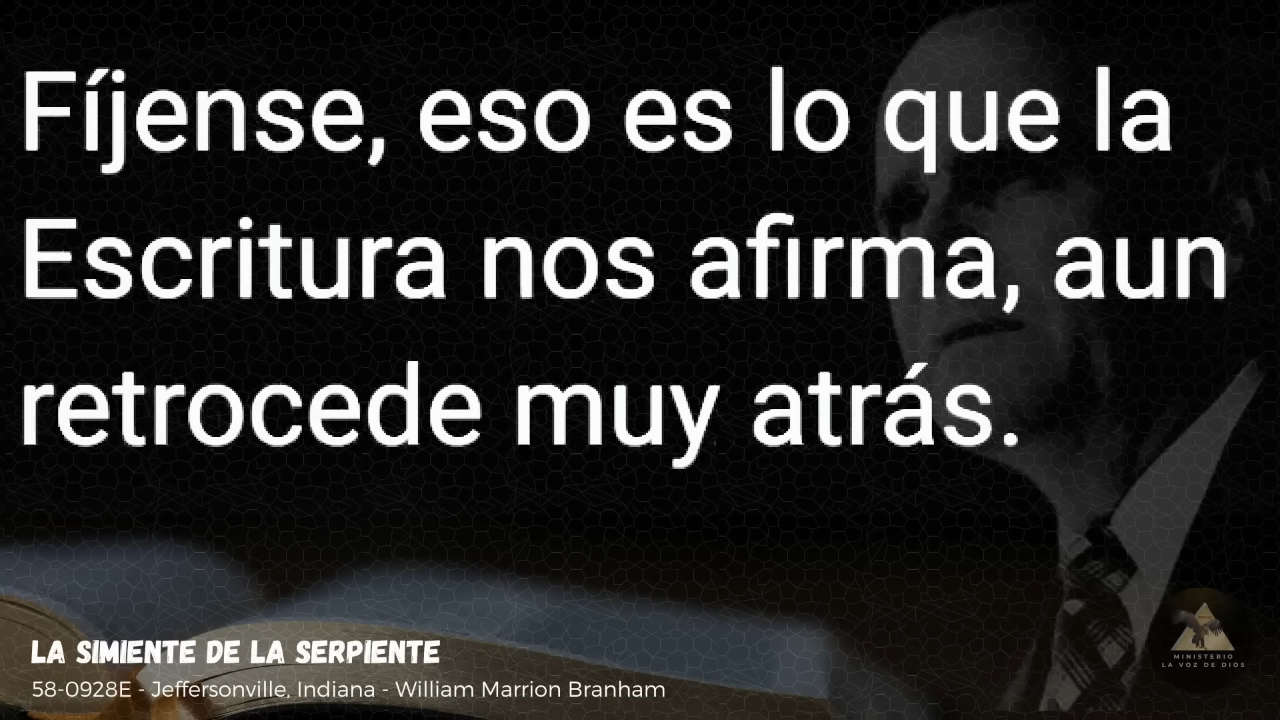 Fíjense, eso es lo que la
Escritura nos afirma, aun
retrocede muy atrás.
LA SIMIENTE DE LA SERPIENTE
58-0928E - Jeffersonville, Indiana - William Marrion Branham
MINISTERIO
LA VOZ DE DIOS